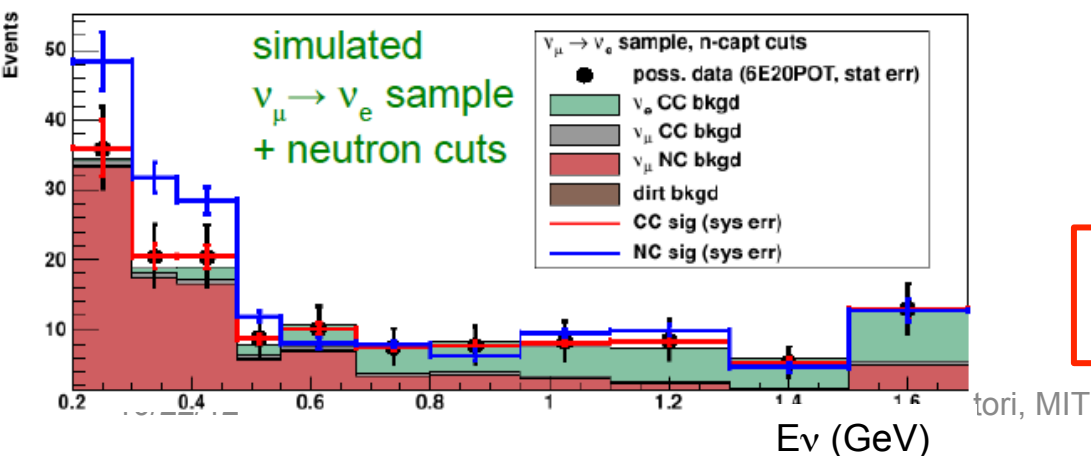 Events
50
40
30
20
10
simulated
νμ→ νe sample
+ neutron cuts
νμ → νe sample, n-capt cuts
poss. data (6E20POT, stat err)
νe CC bkgd
νμ CC bkgd
νμ NC bkgd
dirt bkgd
CC sig (sys err)
NC sig (sys err)
0.2 0.4 0.6 0.8 1 1.2 1.4 1.6
tori, MIT
Eν (GeV)